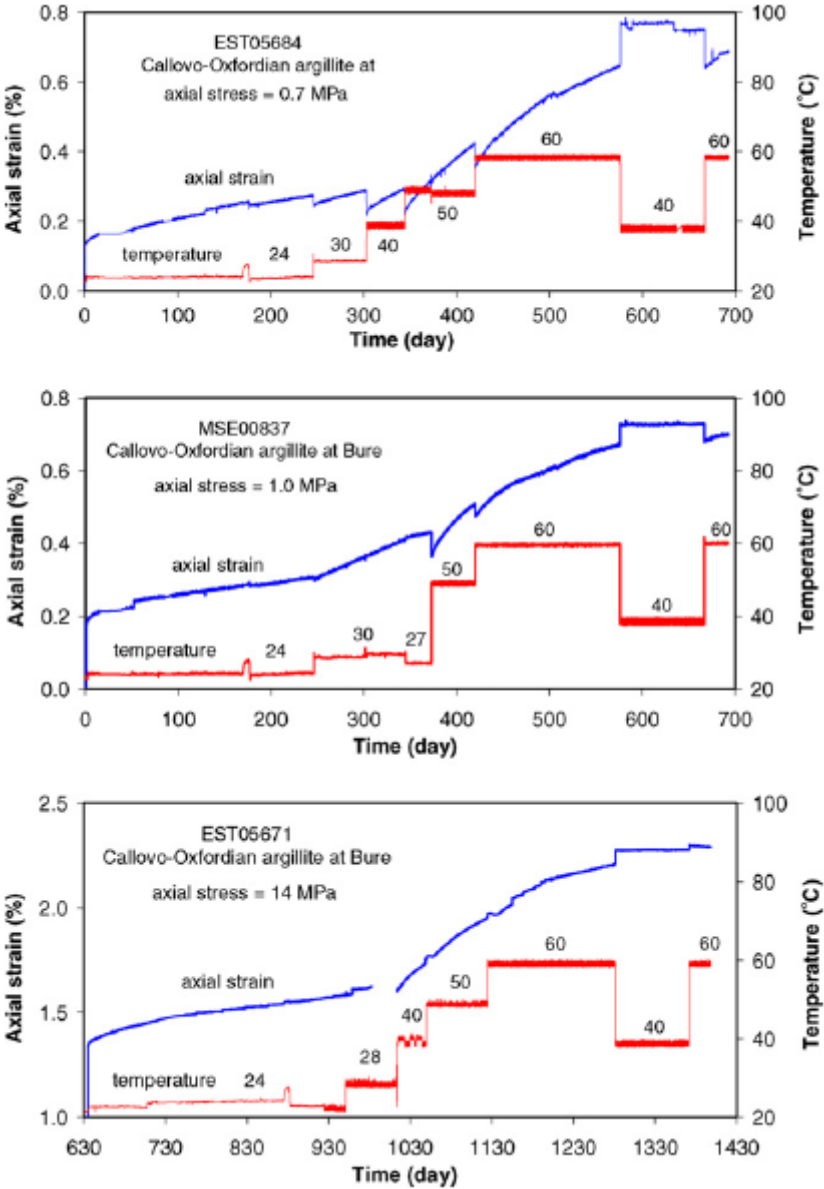 EST05684
Callovo-Oxfordian argillite at
axial stress = 0.7 MPa
axial strain
temperature
24
30
40
50
60
40
60
Axial strain (%)
0.8
0.6
0.4
0.2
0.0
Temperature (°C)
100
80
60
40
20
0 100 200 300 400 500 600 700
Time (day)
MSE00837
Callovo-Oxfordian argillite at Bure
axial stress = 1.0 MPa
axial strain
temperature
24
30
27
50
60
40
60
Axial strain (%)
0.8
0.6
0.4
0.2
0.0
Temperature (°C)
100
80
60
40
20
0 100 200 300 400 500 600 700
Time (day)
EST05671
Callovo-Oxfordian argillite at Bure
axial stress = 14 MPa
axial strain
temperature
24
28
40
50
60
40
60
Axial strain (%)
2.5
2.0
1.5
1.0
Temperature (°C)
100
80
60
40
20
630 730 830 930 1030 1130 1230 1330 1430
Time (day)